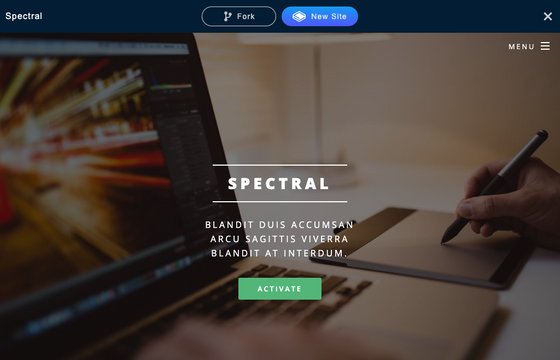 Spectral
Fork
New Site
MENU
SPECTRAL
BLANDIT DUIS ACCUMSAN
ARCU SAGITTIS VIVERRA
BLANDIT AT INTERDUM.
ACTIVATE